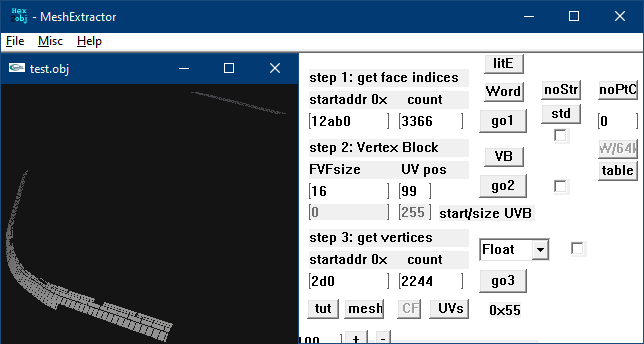 Hex 2obj - MeshExtractor
File Misc Help
test.obj
litE
step 1: get face indices
Word noStr noPtC
startaddr 0x count
std
12ab0 3366 go1 0
step 2: Vertex Block
VB W/64k
FVFsize UV pos
table
16 99 go2
0 255 start/size UVB
step 3: get vertices
Float
startaddr 0x count
2d0 2244 go3
tut mesh CF UVs 0x55
100 + -